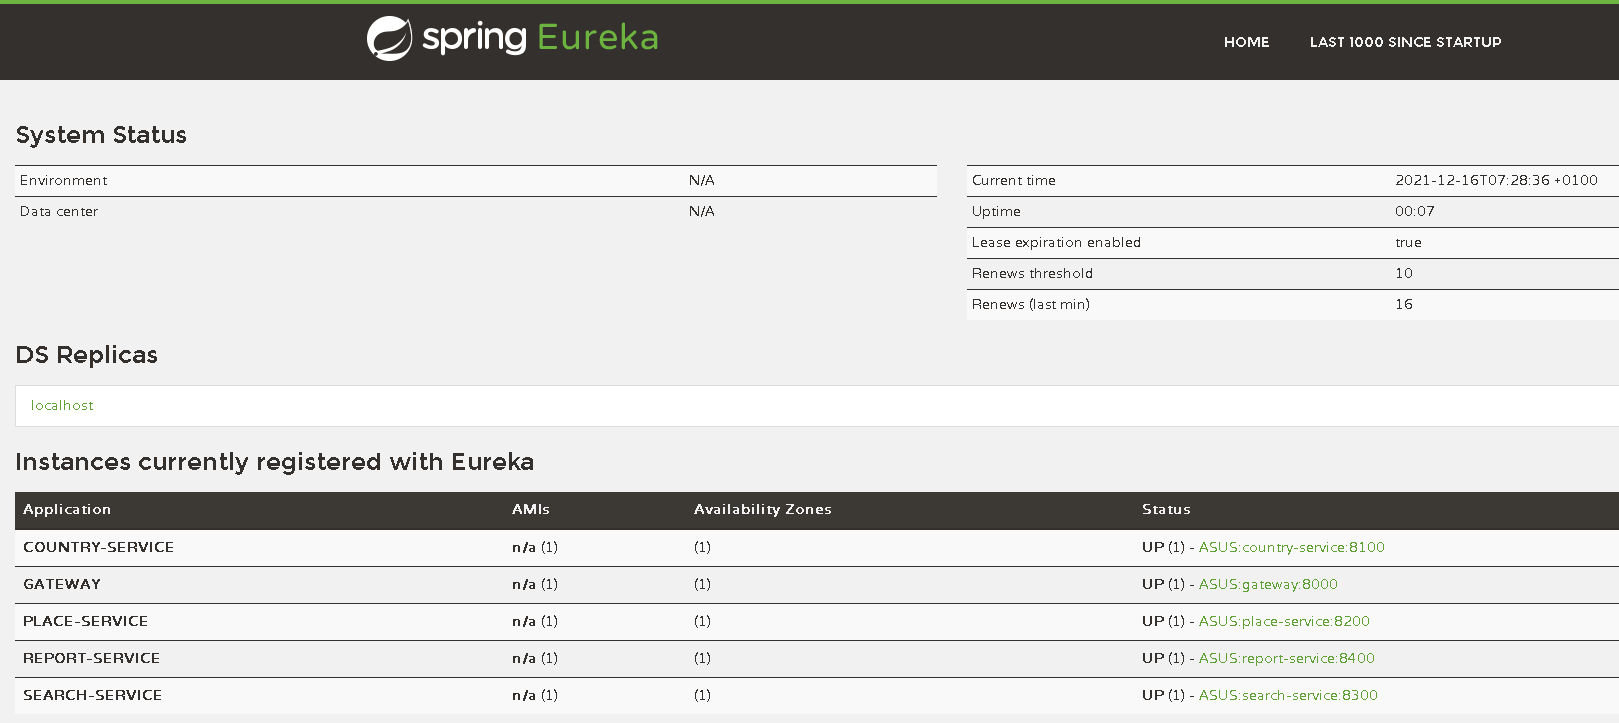 spring Eureka
HOME LAST 1000 SINCE STARTUP
System Status
Environment N/A
Data center N/A
Current time 2021-12-16T07:28:36 +0100
Uptime 00:07
Lease expiration enabled true
Renews threshold 10
Renews (last min) 16
DS Replicas
localhost
Instances currently registered with Eureka
Application AMIs Availability Zones Status
COUNTRY-SERVICE n/a (1) (1) UP (1) - ASUS:country-service:8100
GATEWAY n/a (1) (1) UP (1) - ASUS:gateway:8000
PLACE-SERVICE n/a (1) (1) UP (1) - ASUS:place-service:8200
REPORT-SERVICE n/a (1) (1) UP (1) - ASUS:report-service:8400
SEARCH-SERVICE n/a (1) (1) UP (1) - ASUS:search-service:8300